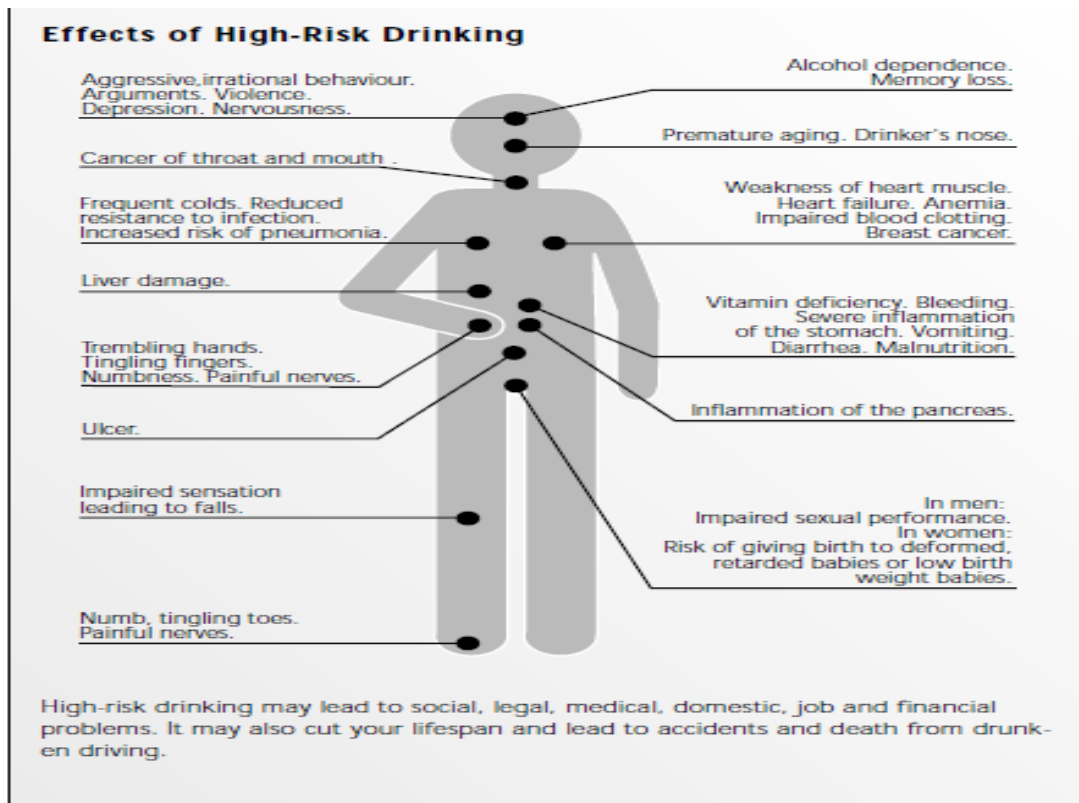 Effects of High-Risk Drinking
Aggressive,irrational behaviour.
Arguments. Violence.
Depression. Nervousness.
Cancer of throat and mouth .
Frequent colds. Reduced
resistance to infection.
Increased risk of pneumonia.
Liver damage.
Trembling hands.
Tingling fingers.
Numbness. Painful nerves.
Ulcer.
Impaired sensation
leading to falls.
Numb, tingling toes.
Painful nerves.
Alcohol dependence.
Memory loss.
Premature aging. Drinker's nose.
Weakness of heart muscle.
Heart failure. Anemia.
Impaired blood clotting.
Breast cancer.
Vitamin deficiency. Bleeding.
Severe inflammation
of the stomach. Vomiting.
Diarrhea. Malnutrition.
Inflammation of the pancreas.
In men:
Impaired sexual performance.
In women:
Risk of giving birth to deformed,
retarded babies or low birth
weight babies.
High-risk drinking may lead to social, legal, medical, domestic, job and financial
problems. It may also cut your lifespan and lead to accidents and death from drunk-
en driving.